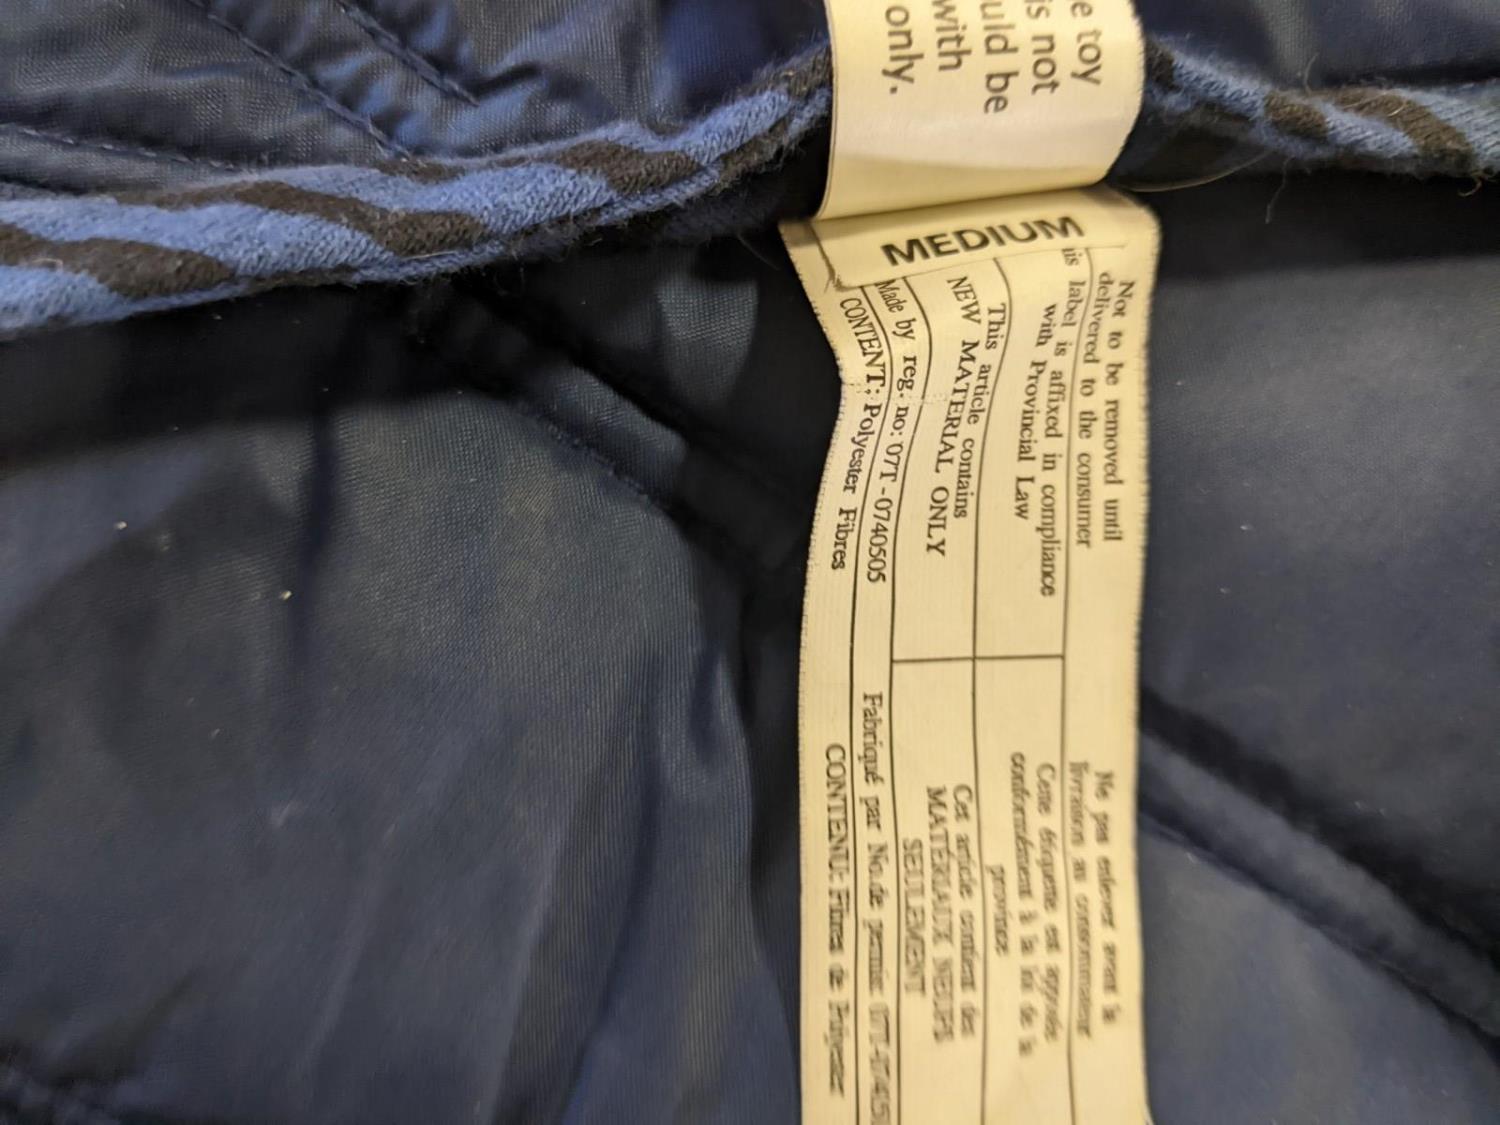 e toy
is not
uld be
with
only.
MEDIUM
Not to be removed until
delivered to the consumer
his label is affixed in compliance
with Provincial Law
This article contains
NEW MATERIAL ONLY
Made by reg. no: 07T-0740505
CONTENT: Polyester Fibres
Ne pas enlever avant la
livraison au consommateur
Cette étiquette est apposée
conformément à la loi de la
province
Cet article contient des
MATÉRIAUX NEUFS
SEULEMENT
Fabriqué par No.de permis:
CONTENU: Fibres de Polyester